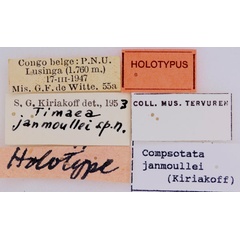 Congo belge: P.N.U.
Lusinga (1.760 m.)
17-III-1947
Mis. G.F. de Witte. 55a
HOLOTYPUS
S. G. Kiriakoff det., 1953
Timaea
janmoullei sp.n.
COLL. MUS. TERVUREN
Holotype
Compsotata
janmoullei
(Kiriakoff)